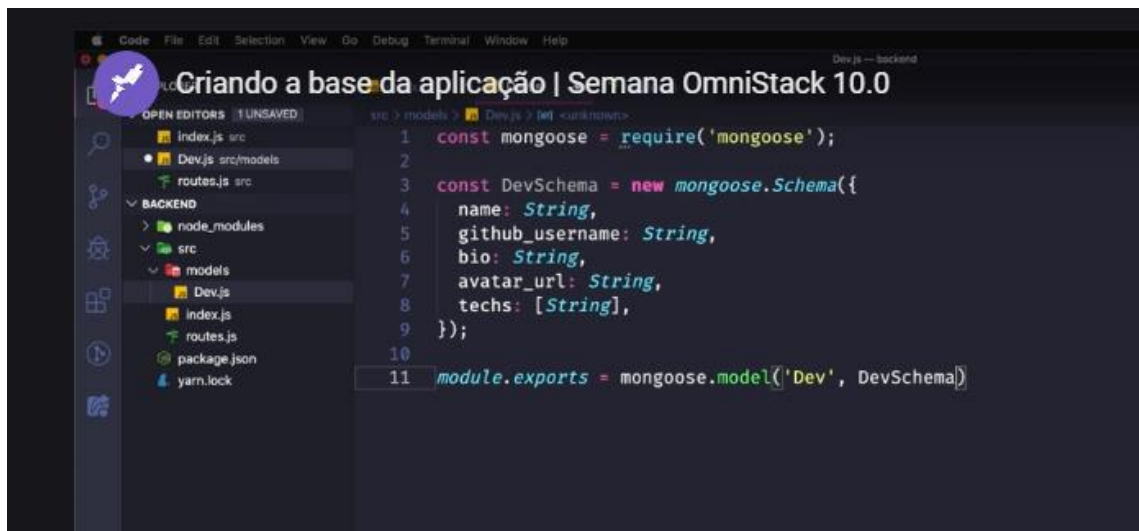 Code File Edit Selection View Go Debug Terminal Window Help
Dev.js — backend
Criando a base da aplicação | Semana OmniStack 10.0
OPEN EDITORS 1 UNSAVED
index.js src
Dev.js src/models
routes.js src
BACKEND
node_modules
src
models
Dev.js
index.js
routes.js
package.json
yarn.lock
src > models > Dev.js > <unknown>
1 const mongoose = require('mongoose');
2
3 const DevSchema = new mongoose.Schema({
4 name: String,
5 github_username: String,
6 bio: String,
7 avatar_url: String,
8 techs: [String],
9 });
10
11 module.exports = mongoose.model('Dev', DevSchema)